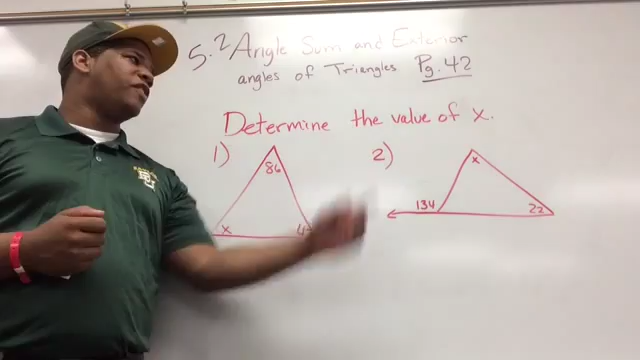 5.2 Angle Sum and Exterior
angles of Triangles Pg. 42
Determine the value of x.
1)
86
x
4
2)
x
134
22